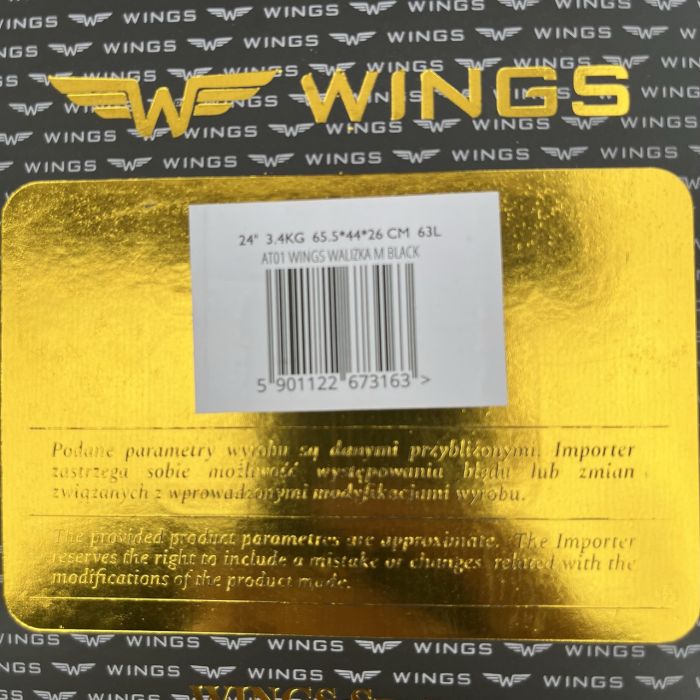 WINGS
24" 3.4KG 65.5*44*26 CM 63L
AT01 WINGS WALIZKA M BLACK
5 901122 673163 >
Podane parametry wyrobu są danymi przybliżonymi. Importer
zastrzega sobie możliwość występowania błędu lub zmian
związanych z wprowadzonymi modyfikacjami wyrobu.
The provided product parametres are approximate. The Importer
reserves the right to include a mistake or changes, related with the
modifications of the product made.
WINGS